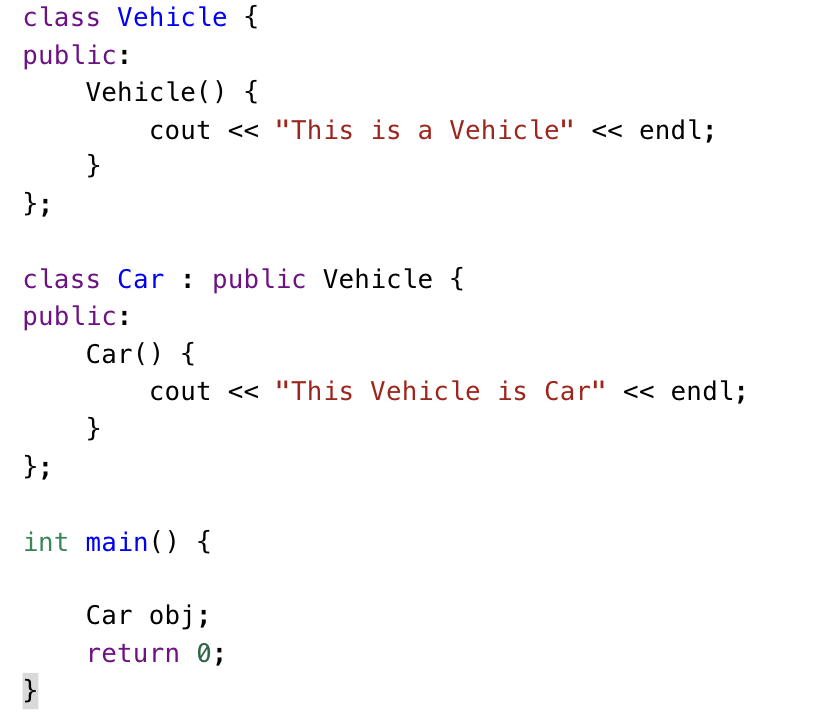 class Vehicle {
public:
    Vehicle() {
        cout << "This is a Vehicle" << endl;
    }
};

class Car : public Vehicle {
public:
    Car() {
        cout << "This Vehicle is Car" << endl;
    }
};

int main() {

    Car obj;
    return 0;
}